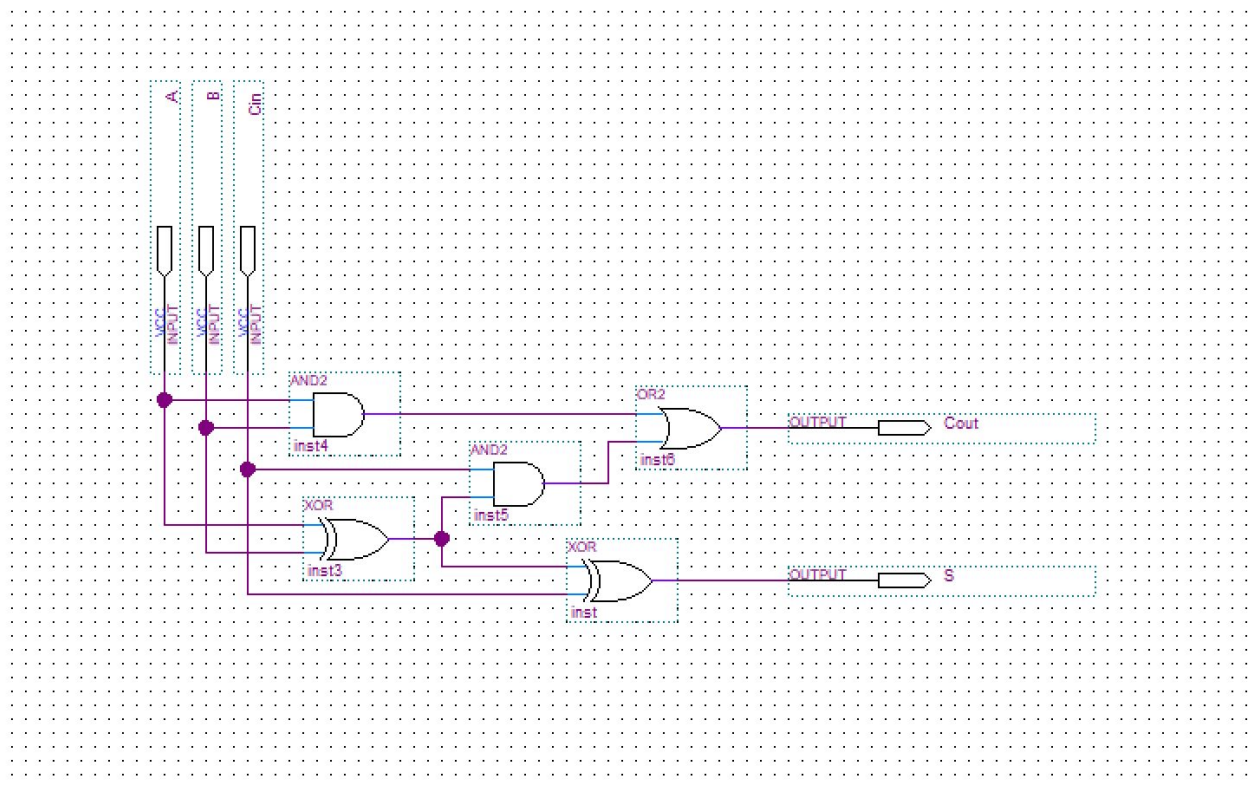 A
B
Cin
VCC
INPUT
VCC
INPUT
VCC
INPUT
AND2
inst4
OR2
inst6
OUTPUT
Cout
AND2
inst5
XOR
inst3
XOR
inst
OUTPUT
S